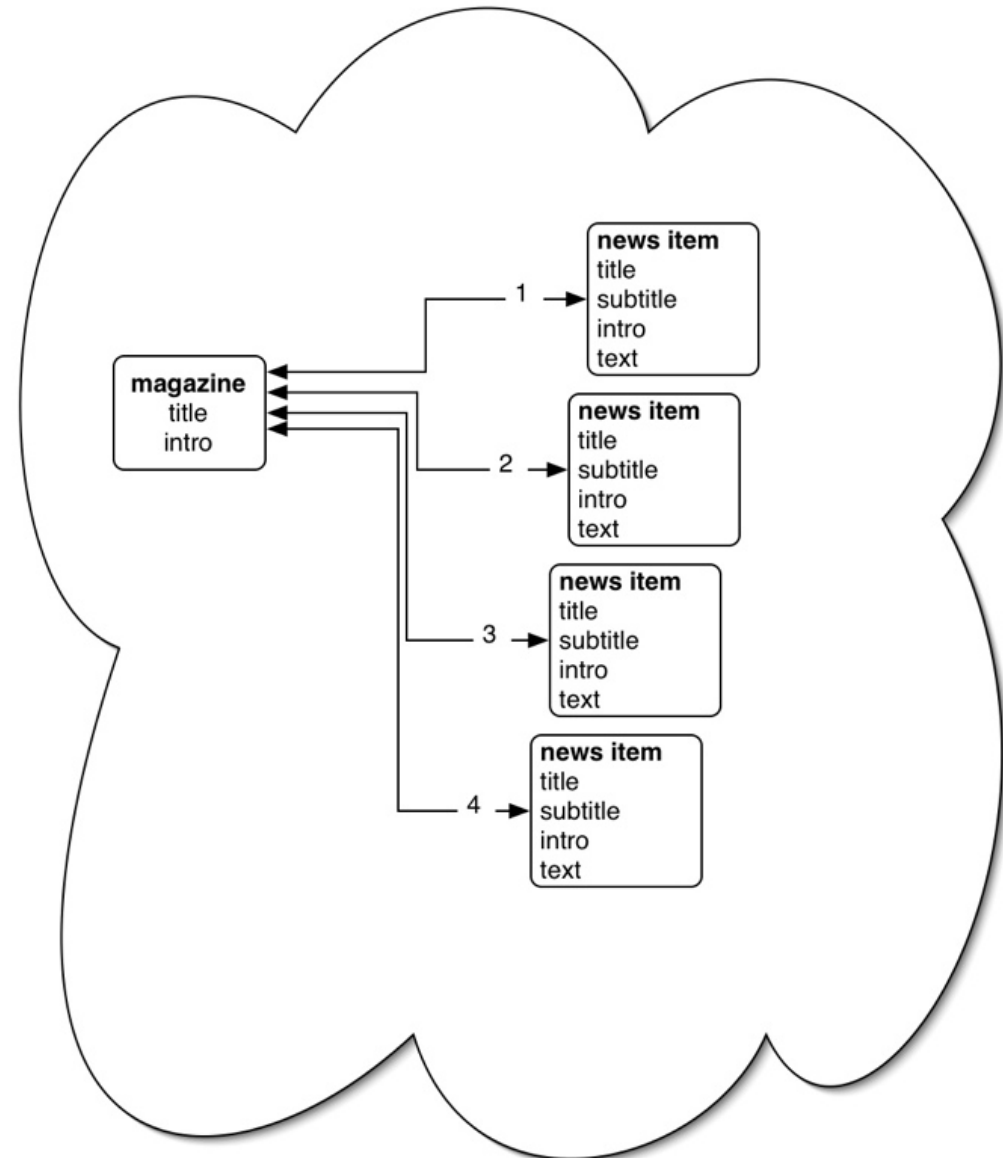 magazine
title
intro
1
news item
title
subtitle
intro
text
2
news item
title
subtitle
intro
text
3
news item
title
subtitle
intro
text
4
news item
title
subtitle
intro
text